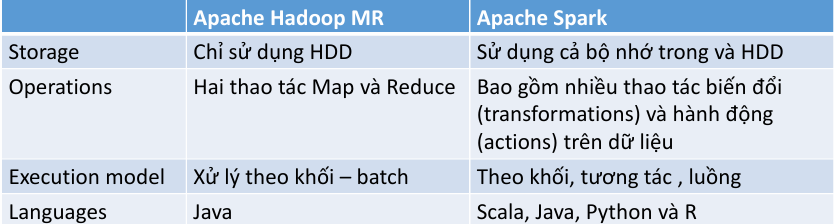 Apache Hadoop MR Apache Spark
Storage Chỉ sử dụng HDD Sử dụng cả bộ nhớ trong và HDD
Operations Hai thao tác Map và Reduce Bao gồm nhiều thao tác biến đổi
(transformations) và hành động
(actions) trên dữ liệu
Execution model Xử lý theo khối – batch Theo khối, tương tác , luồng
Languages Java Scala, Java, Python và R